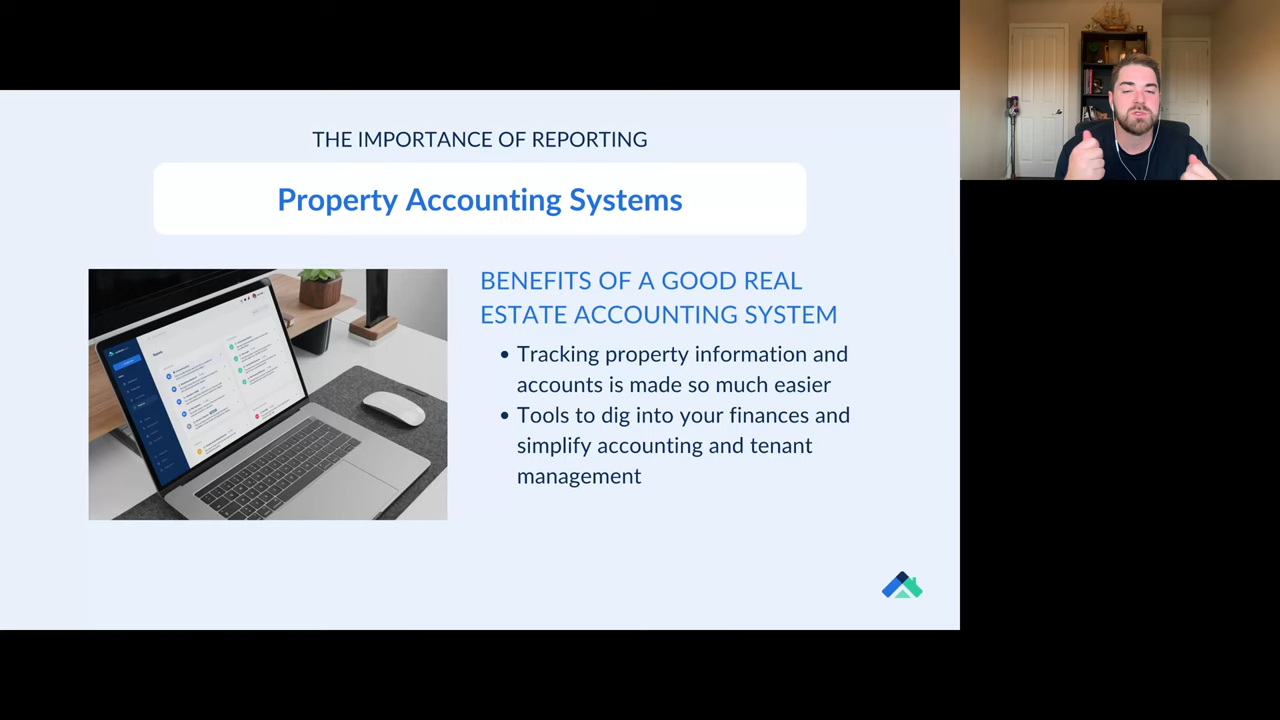 THE IMPORTANCE OF REPORTING
Property Accounting Systems
BENEFITS OF A GOOD REAL
ESTATE ACCOUNTING SYSTEM
• Tracking property information and
accounts is made so much easier
• Tools to dig into your finances and
simplify accounting and tenant
management